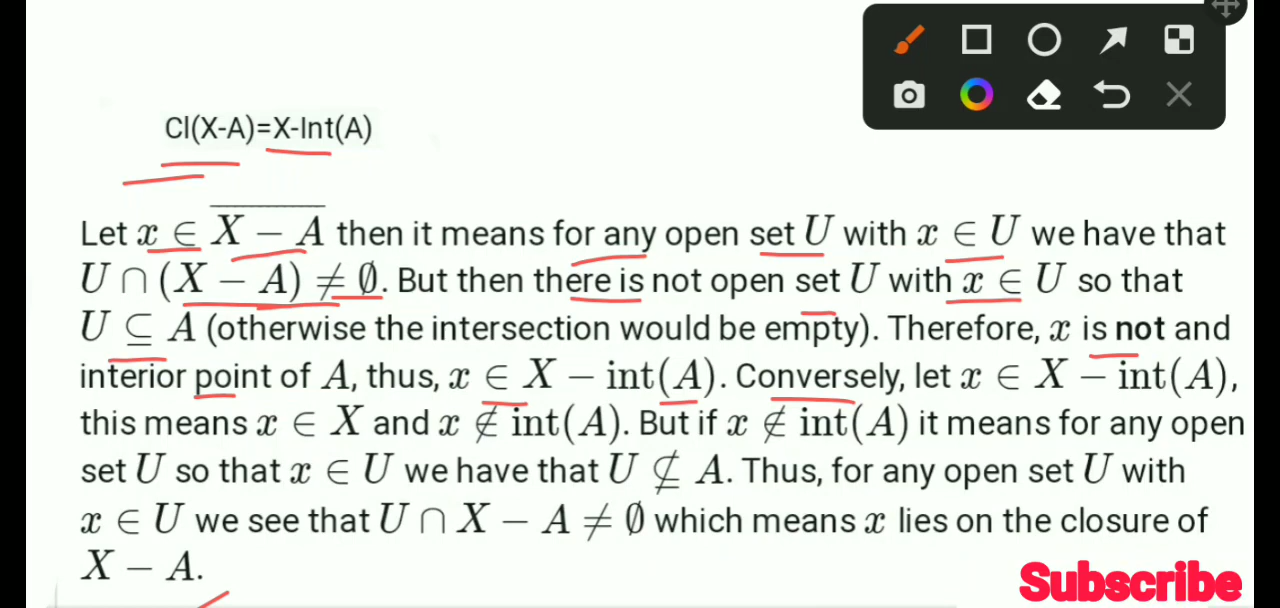 Cl(X-A)=X-Int(A)
Let x ∈ \overline{X − A} then it means for any open set U with x ∈ U we have that
U ∩ (X − A) ≠ ∅. But then there is not open set U with x ∈ U so that
U ⊆ A (otherwise the intersection would be empty). Therefore, x is not and
interior point of A, thus, x ∈ X − int(A). Conversely, let x ∈ X − int(A),
this means x ∈ X and x ∉ int(A). But if x ∉ int(A) it means for any open
set U so that x ∈ U we have that U ⊈ A. Thus, for any open set U with
x ∈ U we see that U ∩ X − A ≠ ∅ which means x lies on the closure of
X − A.
Subscribe